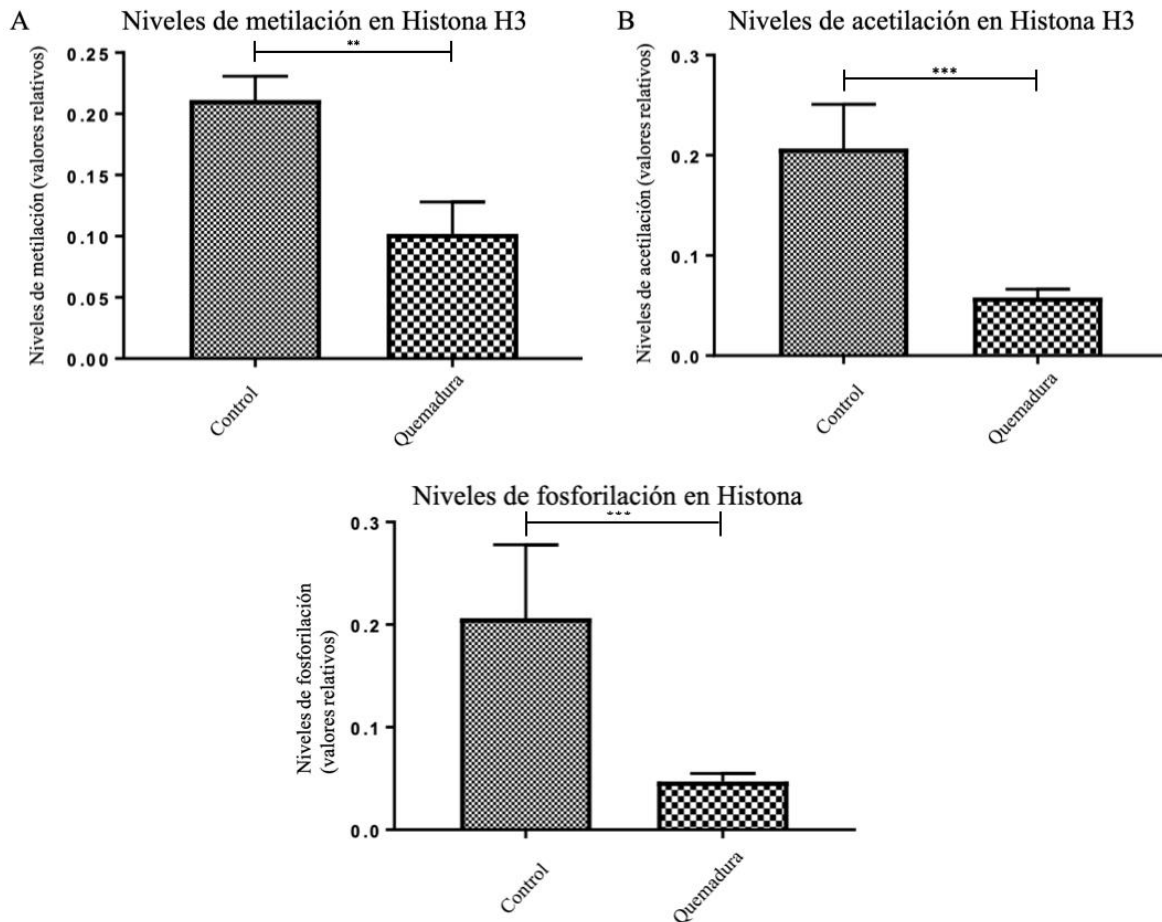 A
Niveles de metilación en Histona H3
Niveles de metilación (valores relativos)
0.25
0.20
0.15
0.10
0.05
0.00
**
Control
Quemadura
B
Niveles de acetilación en Histona H3
Niveles de acetilación (valores relativos)
0.3
0.2
0.1
0.0
***
Control
Quemadura
Niveles de fosforilación en Histona
Niveles de fosforilación
(valores relativos)
0.3
0.2
0.1
0.0
***
Control
Quemadura